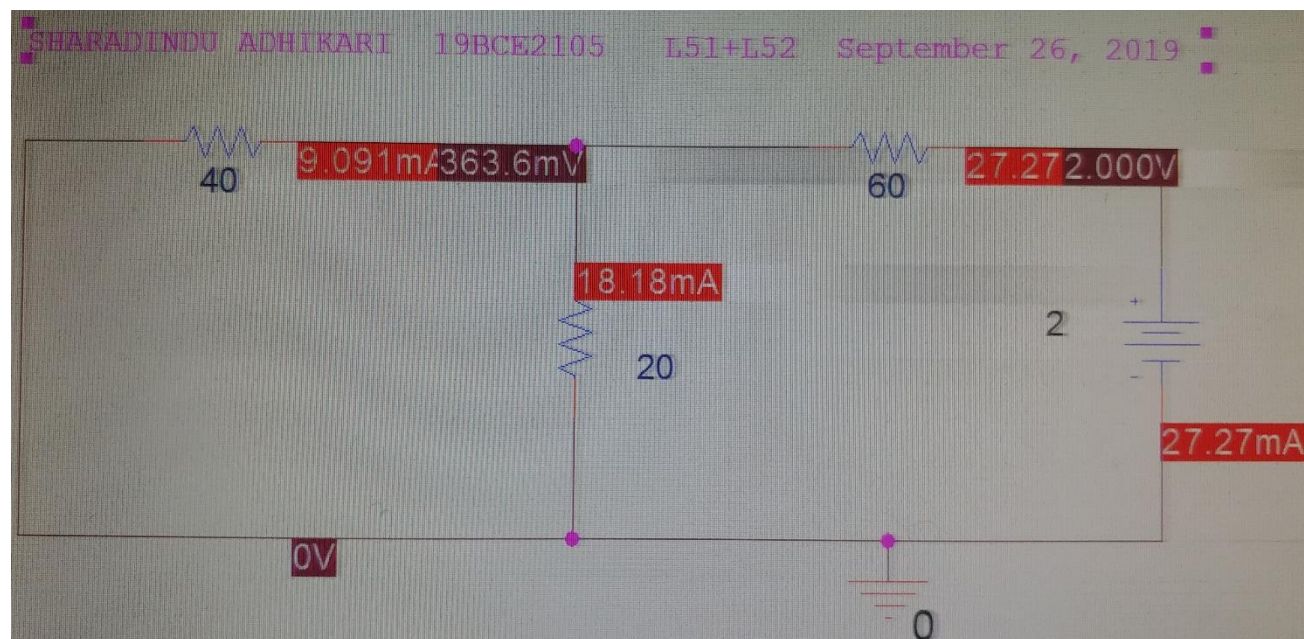 SHARADINDU ADHIKARI 19BCE2105 L51+L52 September 26, 2019
40
9.091mA
363.6mV
60
27.27
2.000V
18.18mA
20
2
+
-
27.27mA
0V
0